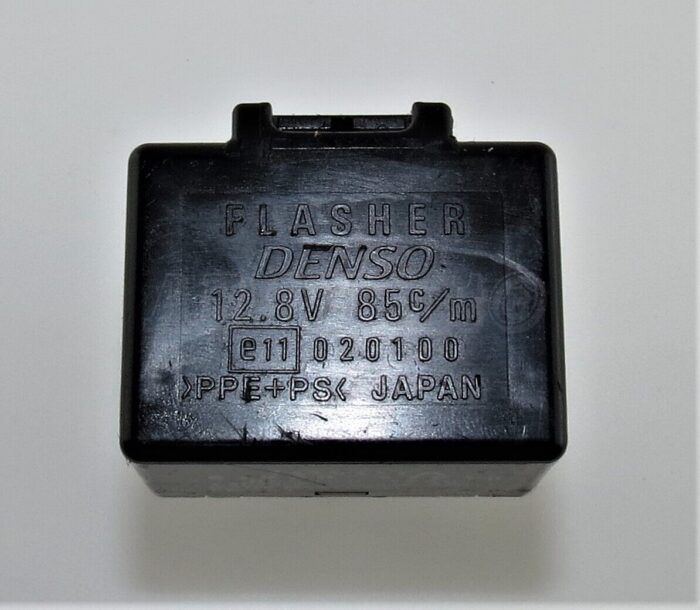 FLASHER
DENSO
12.8V 85c/m
e11 020100
>PPE+PS< JAPAN